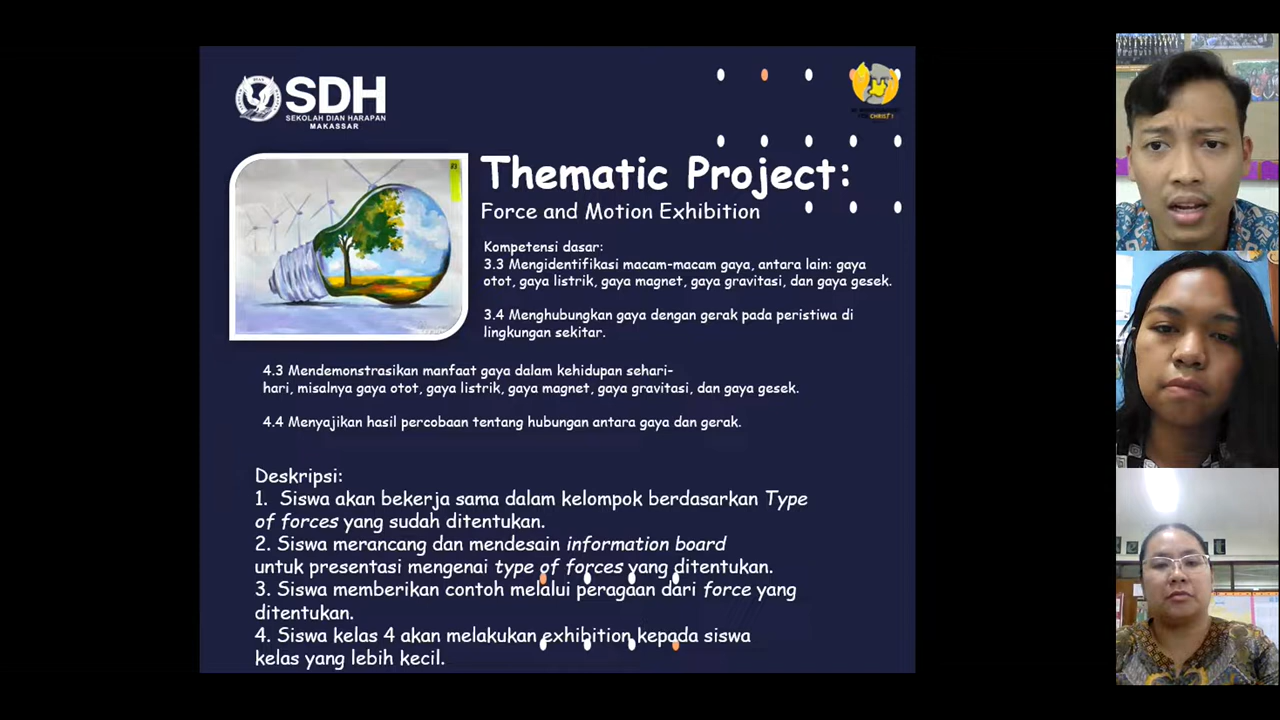 SDH
SEKOLAH DIAN HARAPAN
MAKASSAR
CHRIST !
Thematic Project:
Force and Motion Exhibition
Kompetensi dasar:
3.3 Mengidentifikasi macam-macam gaya, antara lain: gaya
otot, gaya listrik, gaya magnet, gaya gravitasi, dan gaya gesek.
3.4 Menghubungkan gaya dengan gerak pada peristiwa di
lingkungan sekitar.
4.3 Mendemonstrasikan manfaat gaya dalam kehidupan sehari-
hari, misalnya gaya otot, gaya listrik, gaya magnet, gaya gravitasi, dan gaya gesek.
4.4 Menyajikan hasil percobaan tentang hubungan antara gaya dan gerak.
Deskripsi:
1. Siswa akan bekerja sama dalam kelompok berdasarkan Type
of forces yang sudah ditentukan.
2. Siswa merancang dan mendesain information board
untuk presentasi mengenai type of forces yang ditentukan.
3. Siswa memberikan contoh melalui peragaan dari force yang
ditentukan.
4. Siswa kelas 4 akan melakukan exhibition kepada siswa
kelas yang lebih kecil.